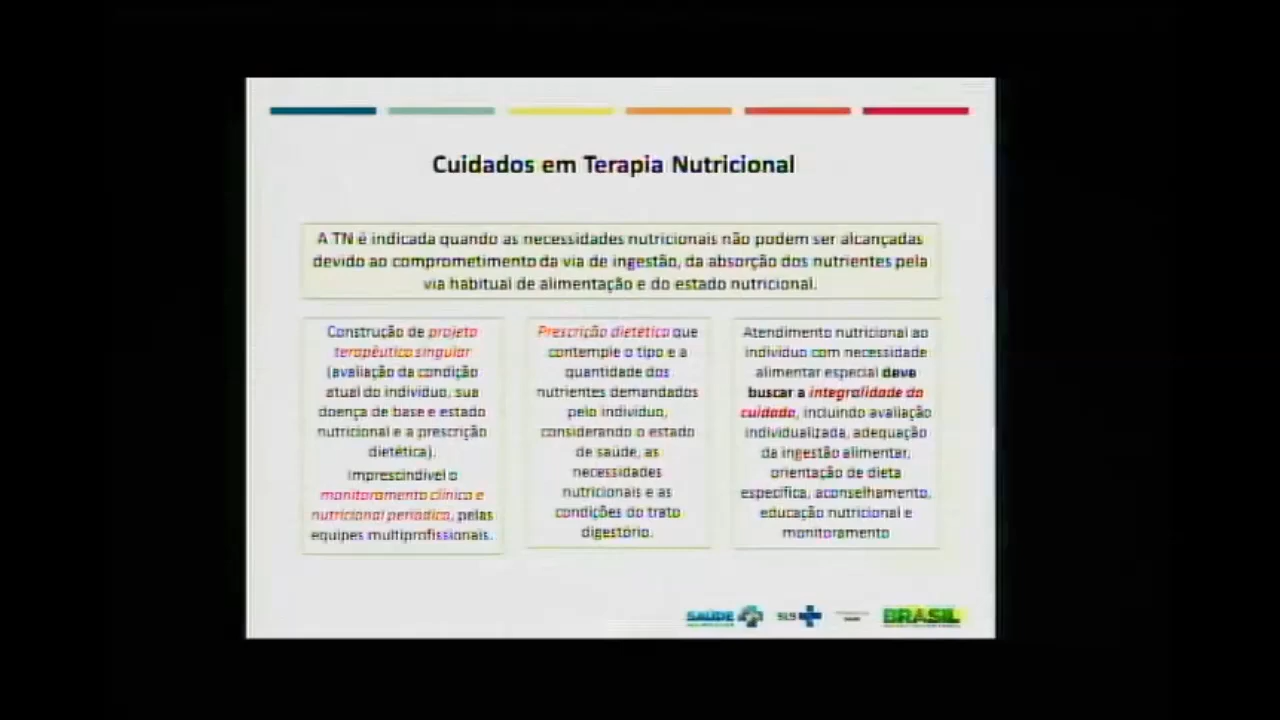 Cuidados em Terapia Nutricional
A TN é indicada quando as necessidades nutricionais não podem ser alcançadas
devido ao comprometimento da via de ingestão, da absorção dos nutrientes pela
via habitual de alimentação e do estado nutricional.
Construção de projeto
terapêutico singular
(avaliação da condição
atual do indivíduo, sua
doença de base e estado
nutricional e a prescrição
dietética).
Imprescindível o
monitoramento clínico e
nutricional periódico, pelas
equipes multiprofissionais.
Prescrição dietética que
contemple o tipo e a
quantidade dos
nutrientes demandados
pelo indivíduo,
considerando o estado
de saúde, as
necessidades
nutricionais e as
condições do trato
digestório.
Atendimento nutricional ao
indivíduo com necessidade
alimentar especial deve
buscar a integralidade do
cuidado, incluindo avaliação
individualizada, adequação
da ingestão alimentar,
orientação de dieta
específica, aconselhamento,
educação nutricional e
monitoramento
SAÚDE
SUS
BRASIL